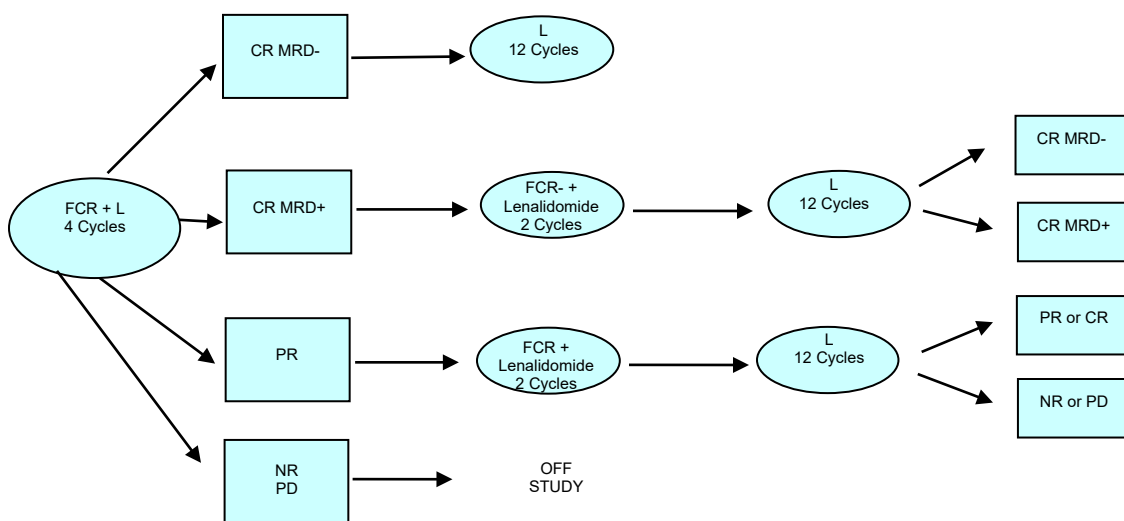 CR MRD-
L
12 Cycles
FCR + L
4 Cycles
CR MRD+
FCR- +
Lenalidomide
2 Cycles
L
12 Cycles
CR MRD-
CR MRD+
PR
FCR +
Lenalidomide
2 Cycles
L
12 Cycles
PR or CR
NR or PD
NR
PD
OFF
STUDY